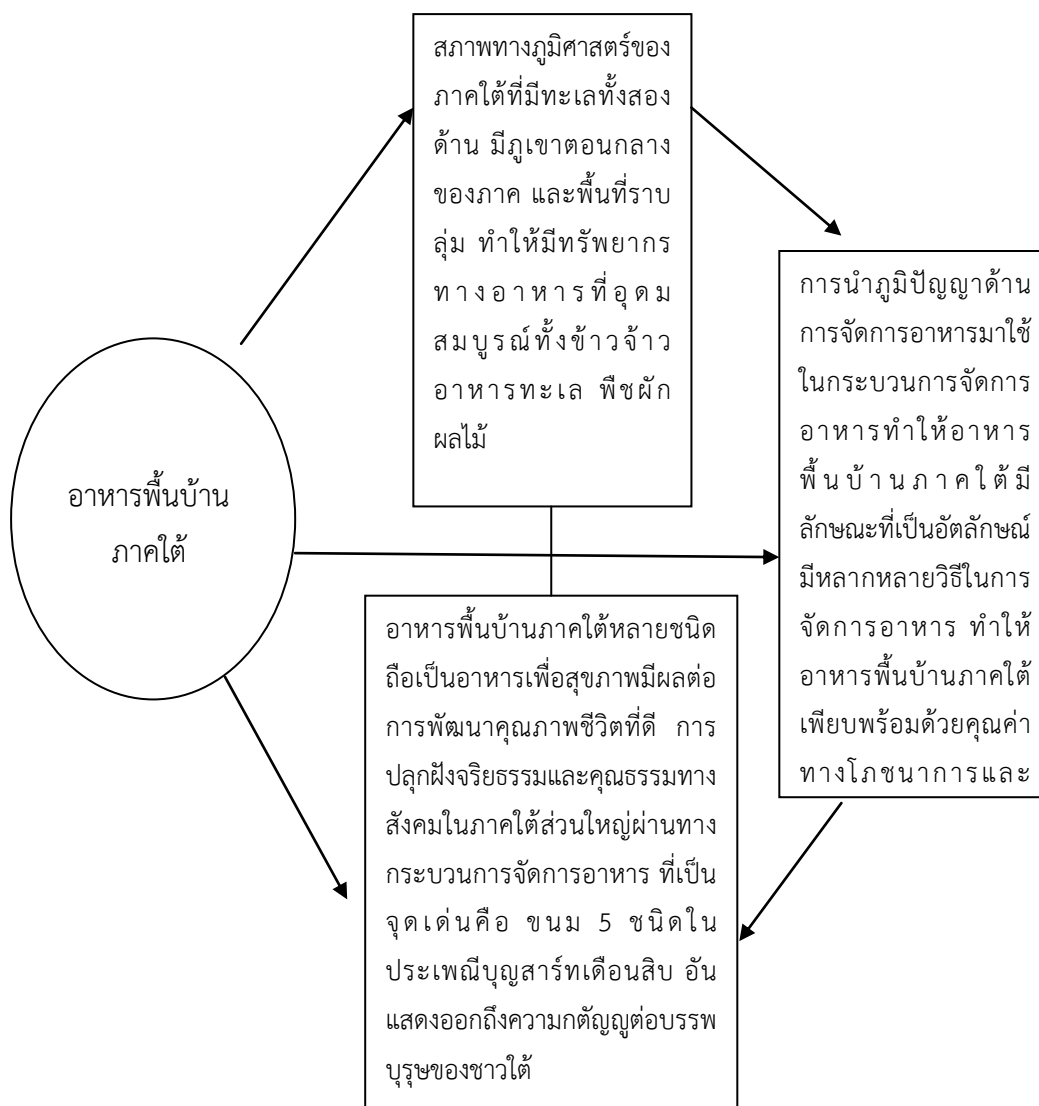 สภาพทางภูมิศาสตร์ของ
ภาคใต้ที่มีทะเลทั้งสอง
ด้าน มีภูเขาตอนกลาง
ของภาค และพื้นที่ราบ
ลุ่ม ทำให้มีทรัพยากร
ทางอาหารที่อุดม
สมบูรณ์ทั้งข้าวจ้าว
อาหารทะเล พืชผัก
ผลไม้
อาหารพื้นบ้าน
ภาคใต้
การนำภูมิปัญญาด้าน
การจัดการอาหารมาใช้
ในกระบวนการจัดการ
อาหารทำให้อาหาร
พื้นบ้านภาคใต้มี
ลักษณะที่เป็นอัตลักษณ์
มีหลากหลายวิธีในการ
จัดการอาหาร ทำให้
อาหารพื้นบ้านภาคใต้
เพียบพร้อมด้วยคุณค่า
ทางโภชนาการและ
อาหารพื้นบ้านภาคใต้หลายชนิด
ถือเป็นอาหารเพื่อสุขภาพมีผลต่อ
การพัฒนาคุณภาพชีวิตที่ดี การ
ปลุกฝังจริยธรรมและคุณธรรมทาง
สังคมในภาคใต้ส่วนใหญ่ผ่านทาง
กระบวนการจัดการอาหาร ที่เป็น
จุดเด่นคือ ขนม 5 ชนิดใน
ประเพณีบุญสาร์ทเดือนสิบ อัน
แสดงออกถึงความกตัญญูต่อบรรพ
บุรุษของชาวใต้